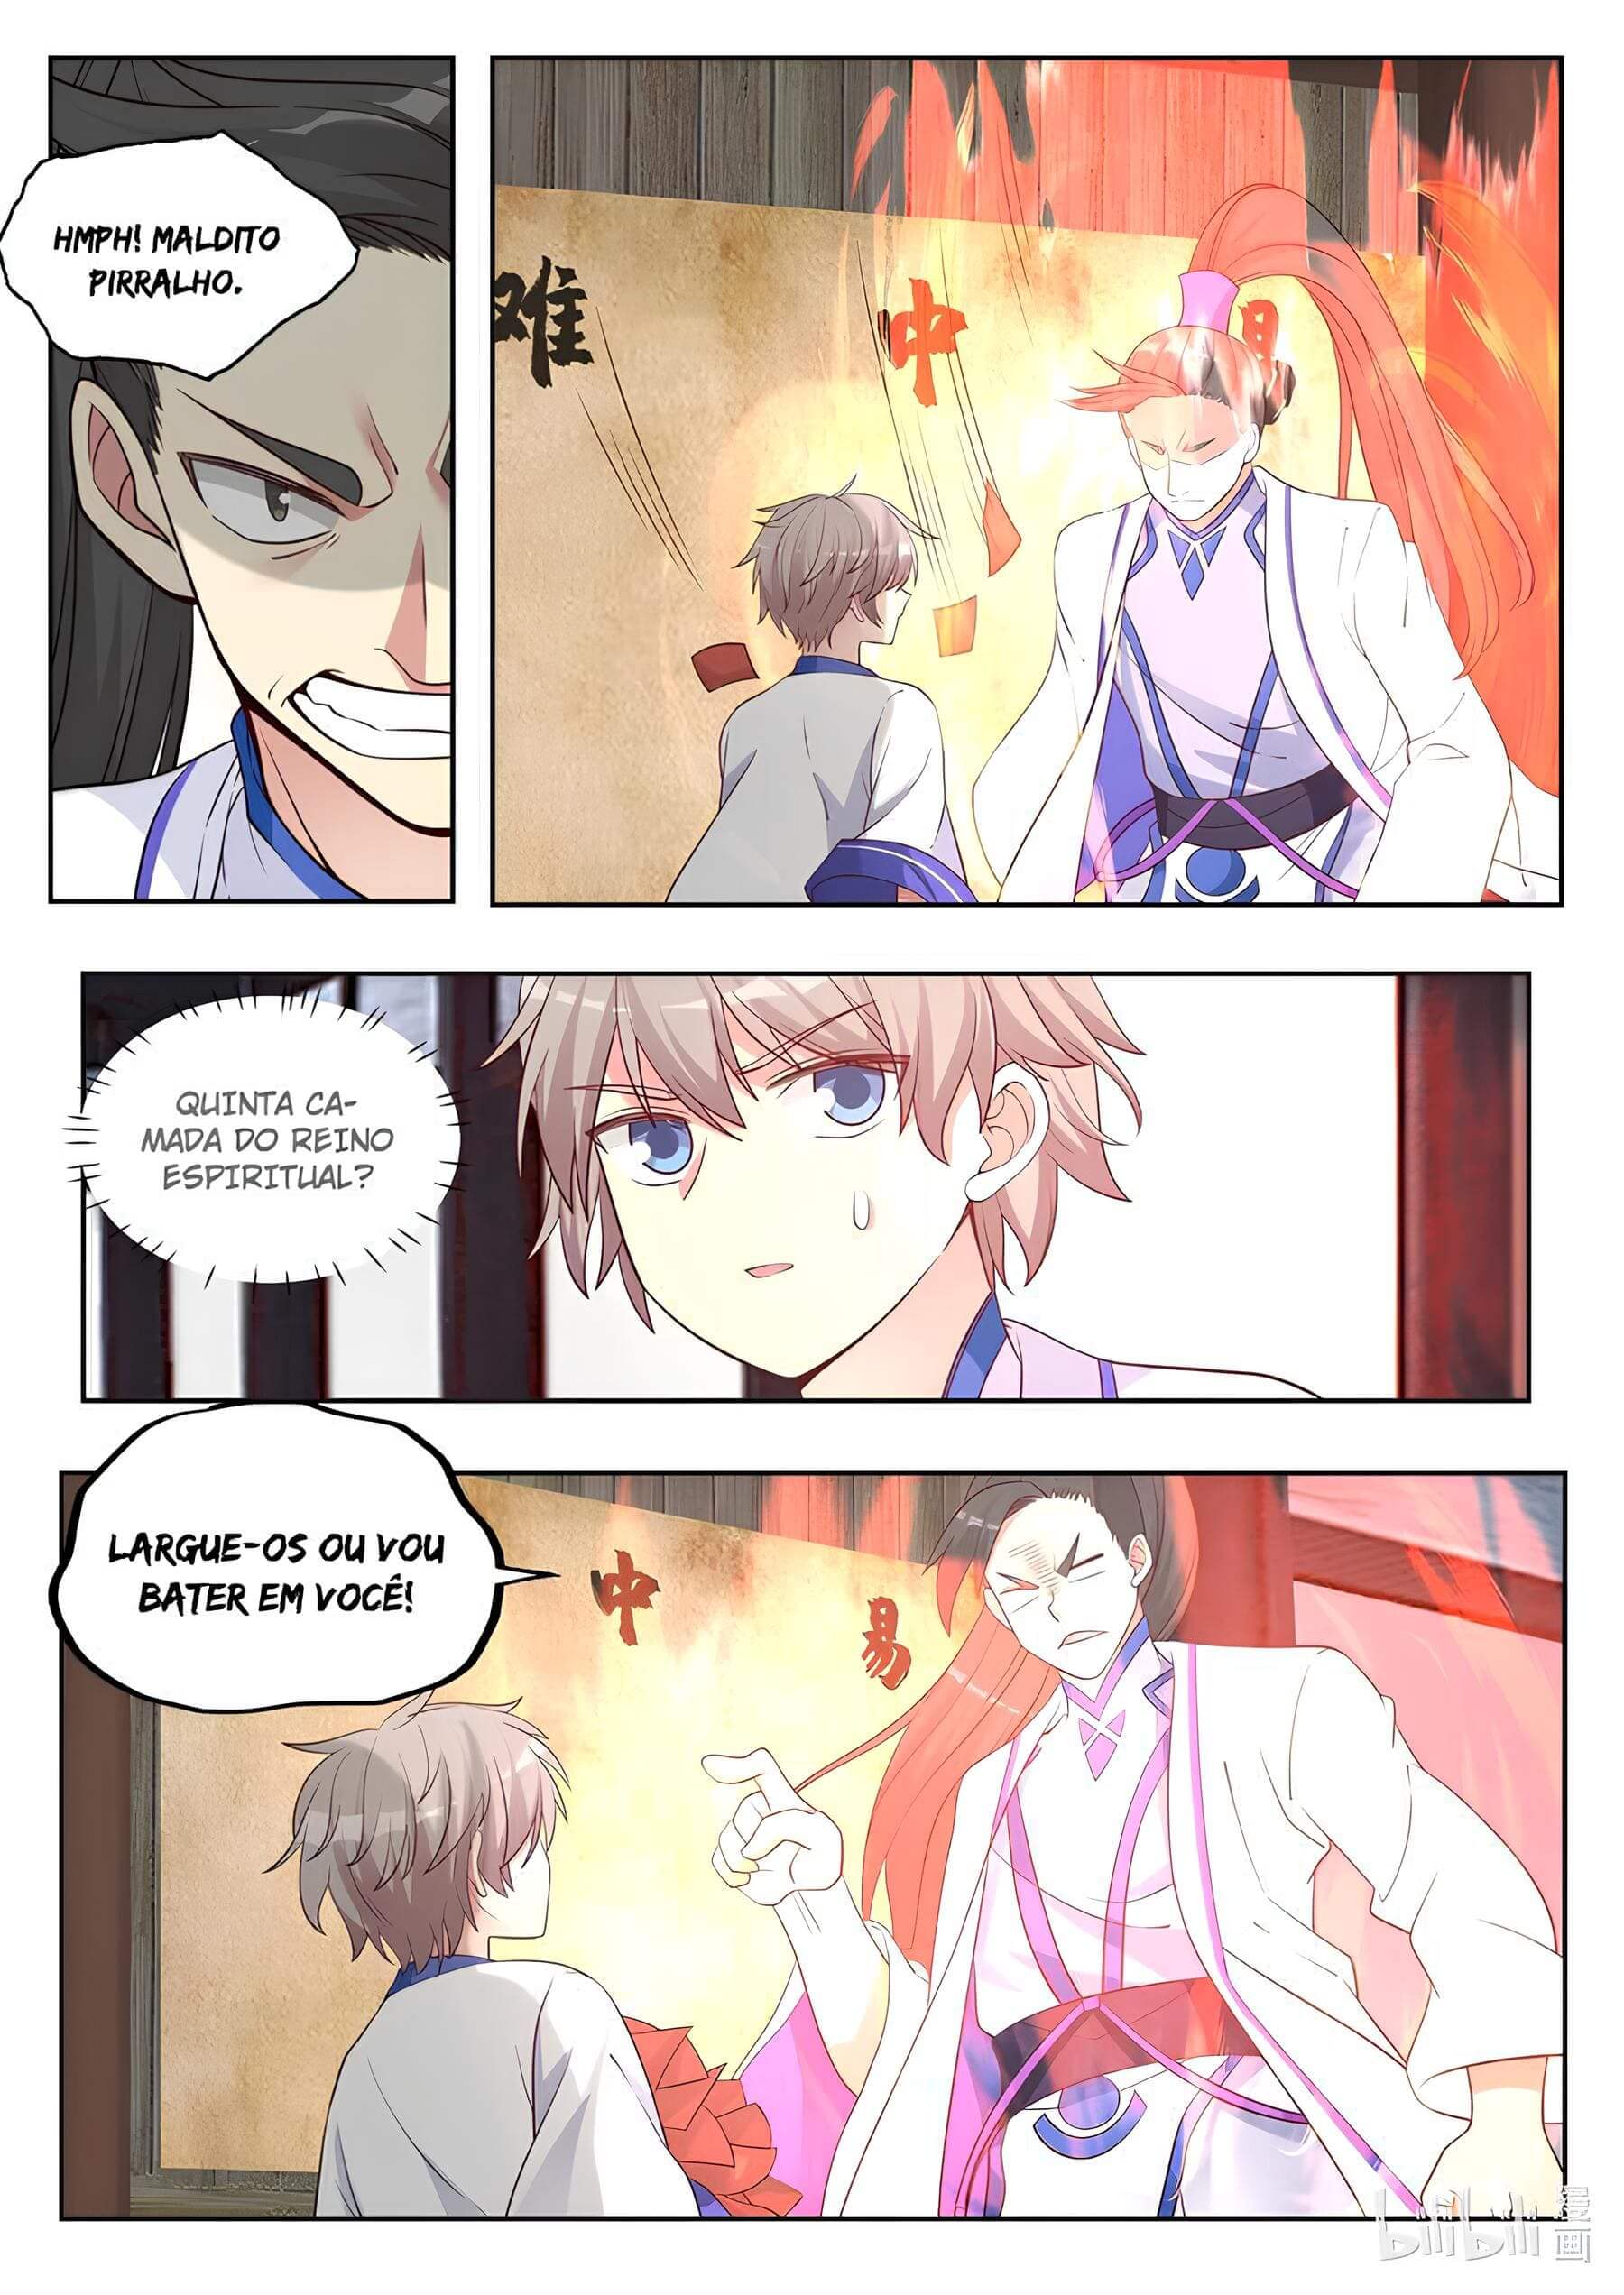 HMPH! MALDITO
PIRRALHO.
难
中
易
QUINTA CA-
MADA DO REINO
ESPIRITUAL?
LARGUE-OS OU VOU
BATER EM VOCÊ!
中
易
bilibili 漫画